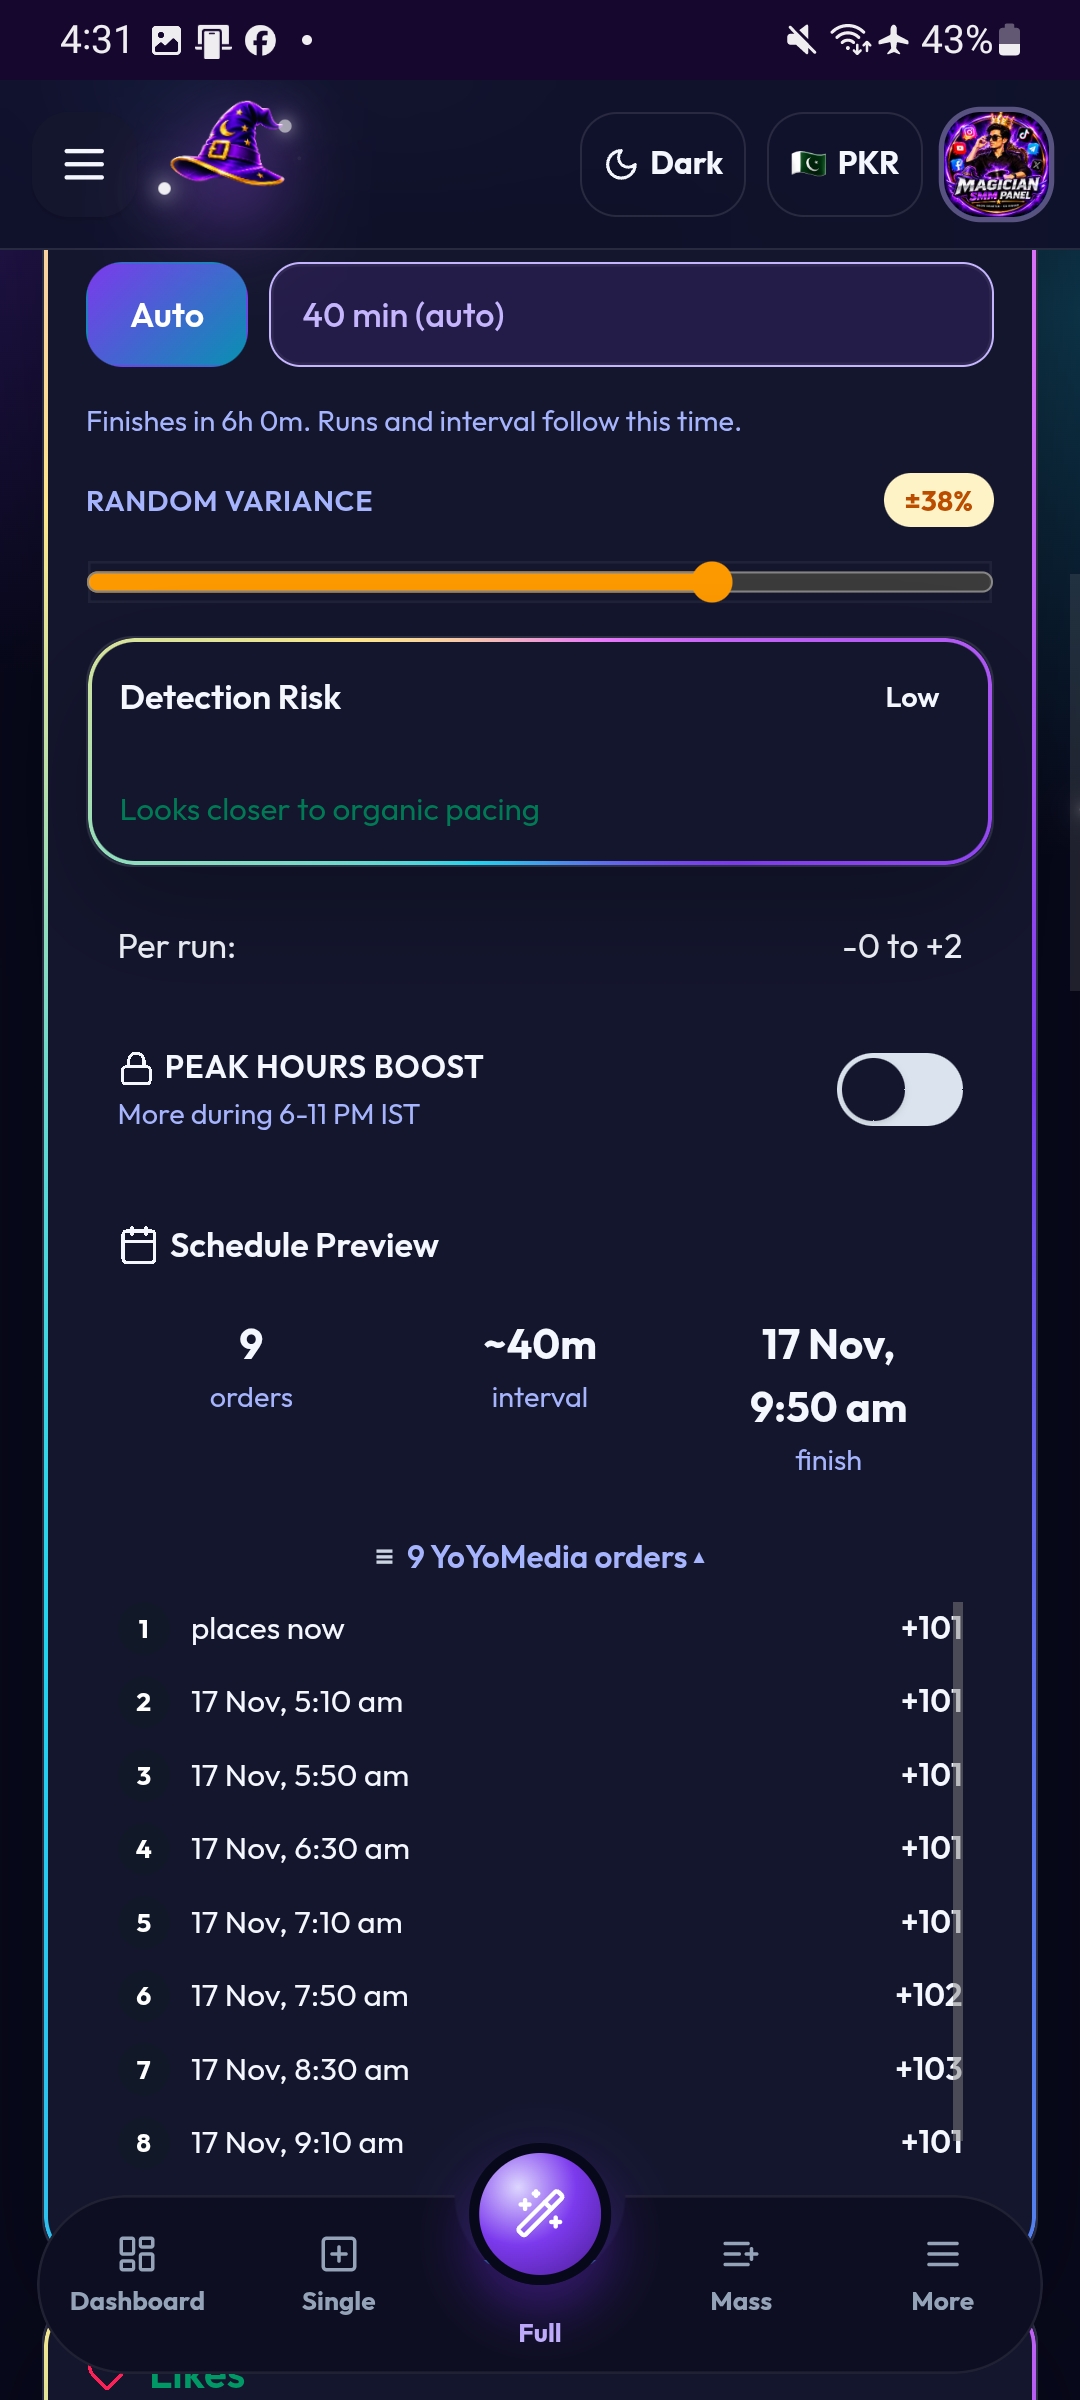 4:31
43%
Dark
PKR
MAGICIAN
SMM PANEL
Auto
40 min (auto)
Finishes in 6h 0m. Runs and interval follow this time.
RANDOM VARIANCE
±38%
Detection Risk
Low
Looks closer to organic pacing
Per run:
-0 to +2
PEAK HOURS BOOST
More during 6-11 PM IST
Schedule Preview
9
orders
~40m
interval
17 Nov,
9:50 am
finish
≡ 9 YoYoMedia orders ▴
1 places now +101
2 17 Nov, 5:10 am +101
3 17 Nov, 5:50 am +101
4 17 Nov, 6:30 am +101
5 17 Nov, 7:10 am +101
6 17 Nov, 7:50 am +102
7 17 Nov, 8:30 am +103
8 17 Nov, 9:10 am +101
Dashboard
Single
Full
Mass
More
Likes